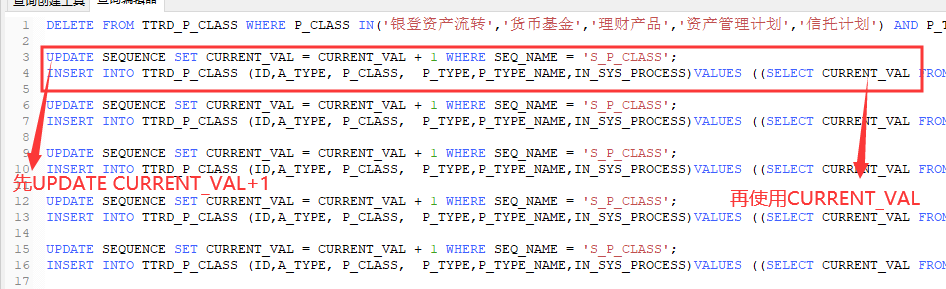 查询创建工具 查询编辑器
1 DELETE FROM TTRD_P_CLASS WHERE P_CLASS IN('银登资产流转','货币基金','理财产品','资产管理计划','信托计划') AND P_T
2
3 UPDATE SEQUENCE SET CURRENT_VAL = CURRENT_VAL + 1 WHERE SEQ_NAME = 'S_P_CLASS';
4 INSERT INTO TTRD_P_CLASS (ID,A_TYPE, P_CLASS, P_TYPE,P_TYPE_NAME,IN_SYS_PROCESS)VALUES ((SELECT CURRENT_VAL FROM
5
6 UPDATE SEQUENCE SET CURRENT_VAL = CURRENT_VAL + 1 WHERE SEQ_NAME = 'S_P_CLASS';
7 INSERT INTO TTRD_P_CLASS (ID,A_TYPE, P_CLASS, P_TYPE,P_TYPE_NAME,IN_SYS_PROCESS)VALUES ((SELECT CURRENT_VAL FROM
8
9 UPDATE SEQUENCE SET CURRENT_VAL = CURRENT_VAL + 1 WHERE SEQ_NAME = 'S_P_CLASS';
10 INSERT INTO TTRD_P_CLASS (ID,A_TYPE, P_CLASS, P_TYPE,P_TYPE_NAME,IN_SYS_PROCESS)VALUES ((SELECT CURRENT_VAL FROM
先UPDATE CURRENT_VAL+1
再使用CURRENT_VAL
12 UPDATE SEQUENCE SET CURRENT_VAL = CURRENT_VAL + 1 WHERE SEQ_NAME = 'S_P_CLASS';
13 INSERT INTO TTRD_P_CLASS (ID,A_TYPE, P_CLASS, P_TYPE,P_TYPE_NAME,IN_SYS_PROCESS)VALUES ((SELECT CURRENT_VAL FROM
14
15 UPDATE SEQUENCE SET CURRENT_VAL = CURRENT_VAL + 1 WHERE SEQ_NAME = 'S_P_CLASS';
16 INSERT INTO TTRD_P_CLASS (ID,A_TYPE, P_CLASS, P_TYPE,P_TYPE_NAME,IN_SYS_PROCESS)VALUES ((SELECT CURRENT_VAL FROM
17